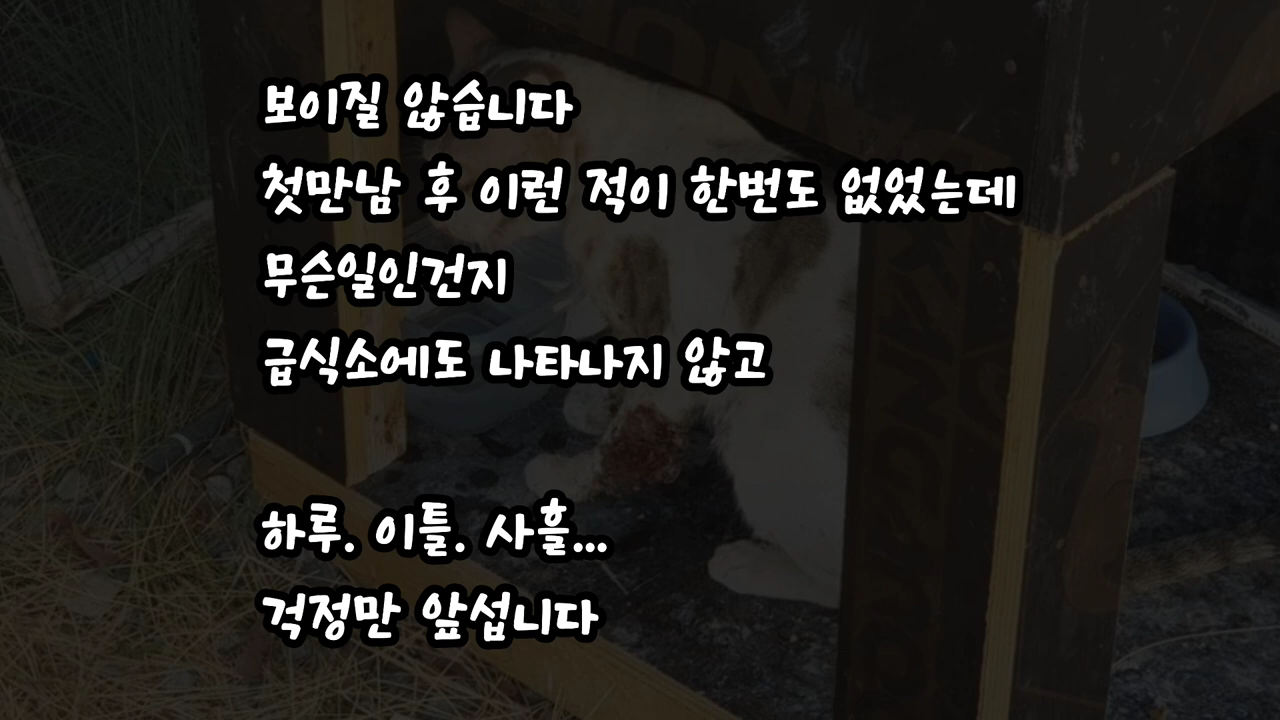 보이질 않습니다
첫만남 후 이런 적이 한번도 없었는데
무슨일인건지
급식소에도 나타나지 않고
하루. 이틀. 사흘...
걱정만 앞섭니다